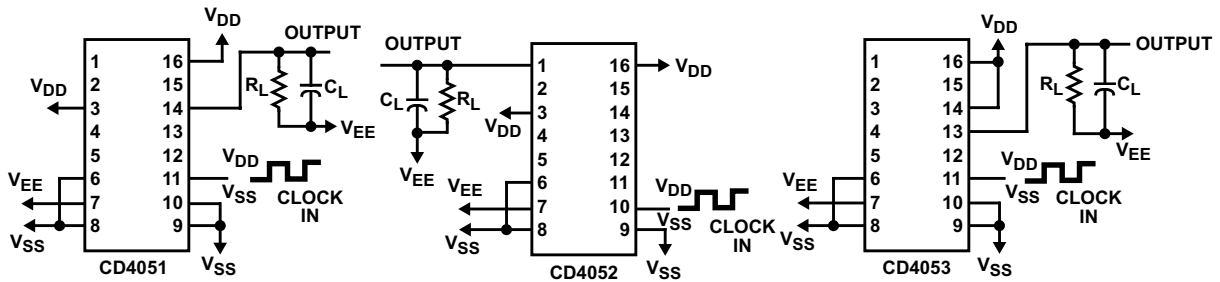 VDD
OUTPUT
1
2
3
4
5
6
7
8
16
15
14
13
12
11
10
9
VDD
RL
CL
VEE
VEE
VSS
VDD
VSS
CLOCK
IN
VSS
CD4051
OUTPUT
1
2
3
4
5
6
7
8
16
15
14
13
12
11
10
9
VDD
CL
RL
VDD
VEE
VEE
VSS
VDD
VSS
CLOCK
IN
VSS
CD4052
VDD
OUTPUT
1
2
3
4
5
6
7
8
16
15
14
13
12
11
10
9
RL
CL
VEE
VEE
VSS
VDD
VSS
CLOCK
IN
VSS
CD4053